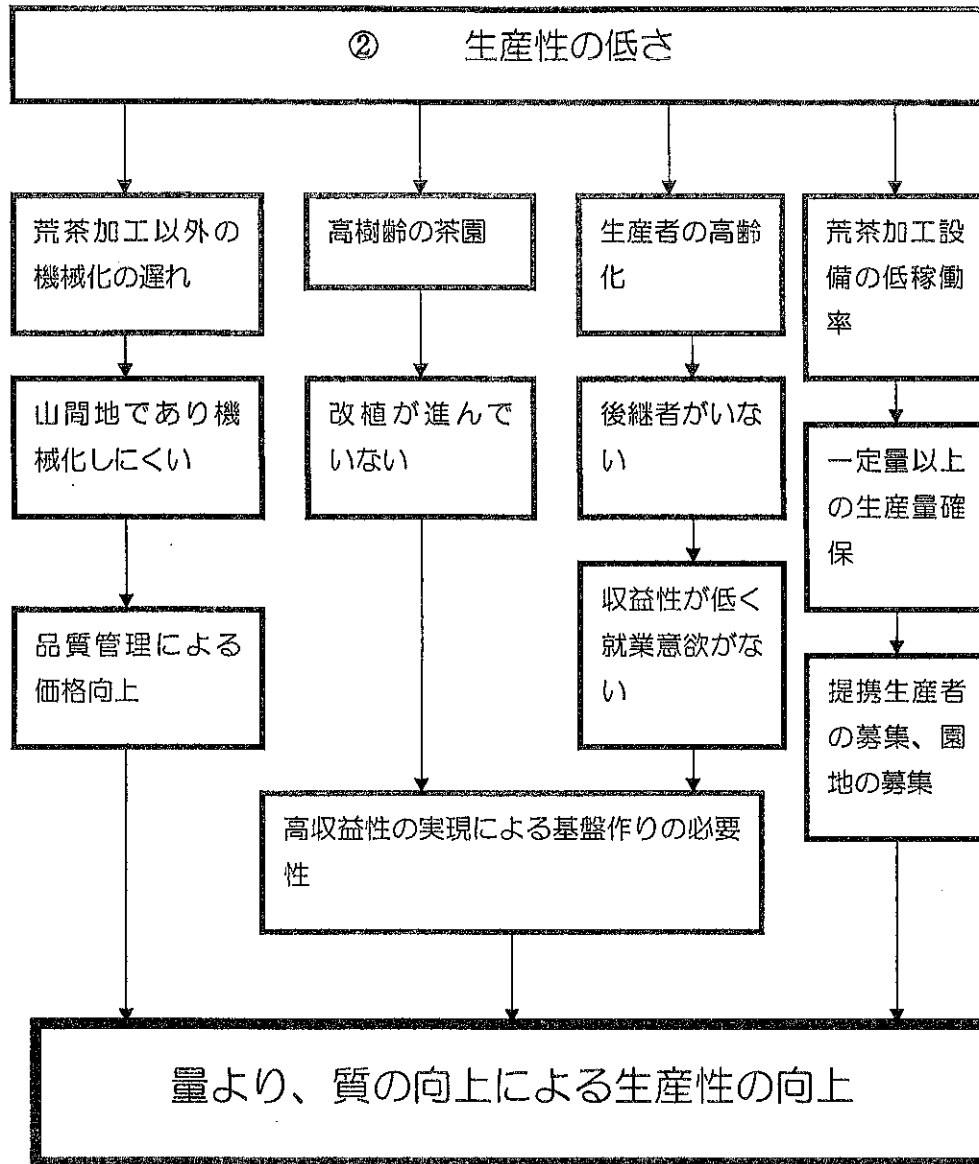 ② 生産性の低さ
荒茶加工以外の
機械化の遅れ
高樹齢の茶園
生産者の高齢
化
荒茶加工設
備の低稼働
率
山間地であり機
械化しにくい
改植が進んで
いない
後継者がいな
い
一定量以上
の生産量確
保
品質管理による
価格向上
収益性が低く
就業意欲がな
い
提携生産者
の募集、園
地の募集
高収益性の実現による基盤作りの必要
性
量より、質の向上による生産性の向上